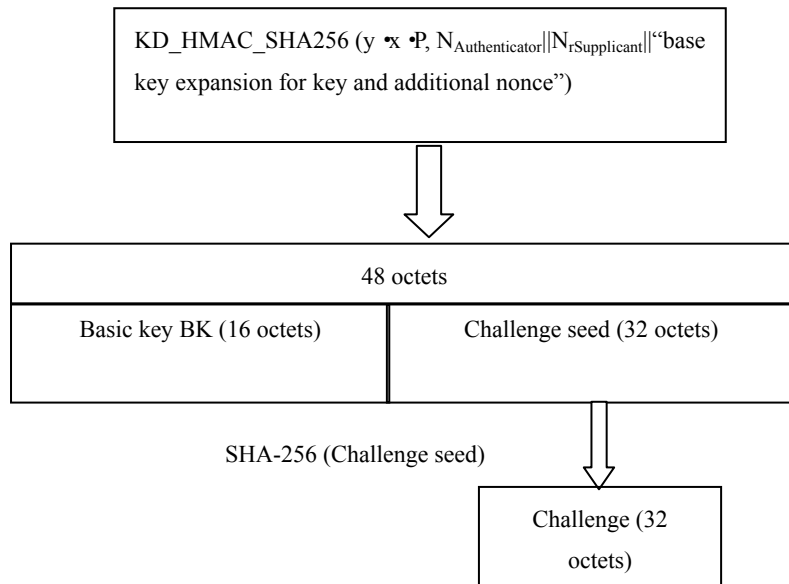 KD_HMAC_SHA256 (y •x •P, NAuthenticator||NrSupplicant||“base
key expansion for key and additional nonce”)
48 octets
Basic key BK (16 octets)
Challenge seed (32 octets)
SHA-256 (Challenge seed)
Challenge (32
octets)